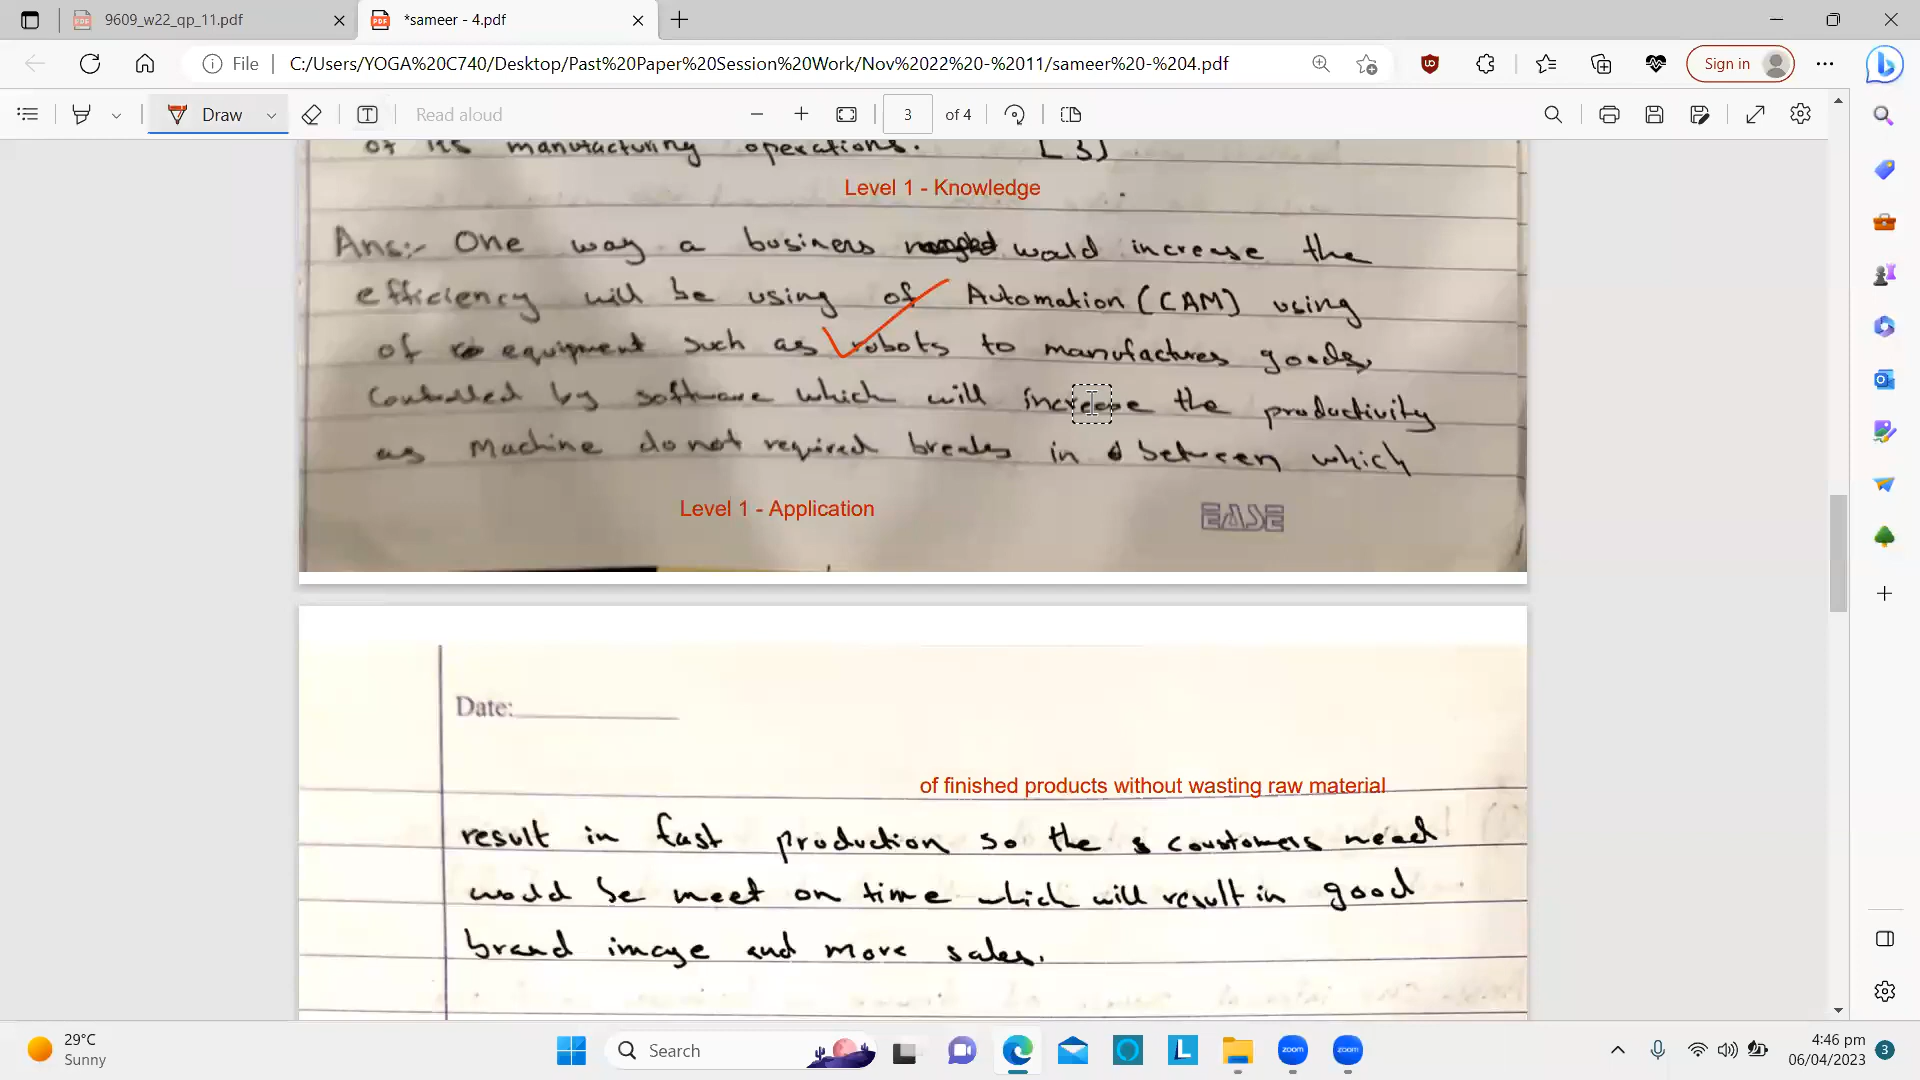 9609_w22_qp_11.pdf
*sameer - 4.pdf
File
C:/Users/YOGA%20C740/Desktop/Past%20Paper%20Session%20Work/Nov%2022%20-%2011/sameer%20-%204.pdf
Sign in
Draw
Read aloud
3 of 4
of its manufacturing operations. [3]
Level 1 - Knowledge
Ans:- One way a business would increase the
efficiency will be using of Automation (CAM) using
of equipment such as robots to manufactures goods,
Controlled by software which will increase the productivity
as Machine do not required breaks in between which
Level 1 - Application
EASE
Date:
of finished products without wasting raw material
result in fast production so the coustomers need
would be meet on time which will result in good
brand image and more sales.
29°C
Sunny
Search
zoom
zoom
4:46 pm
06/04/2023
3